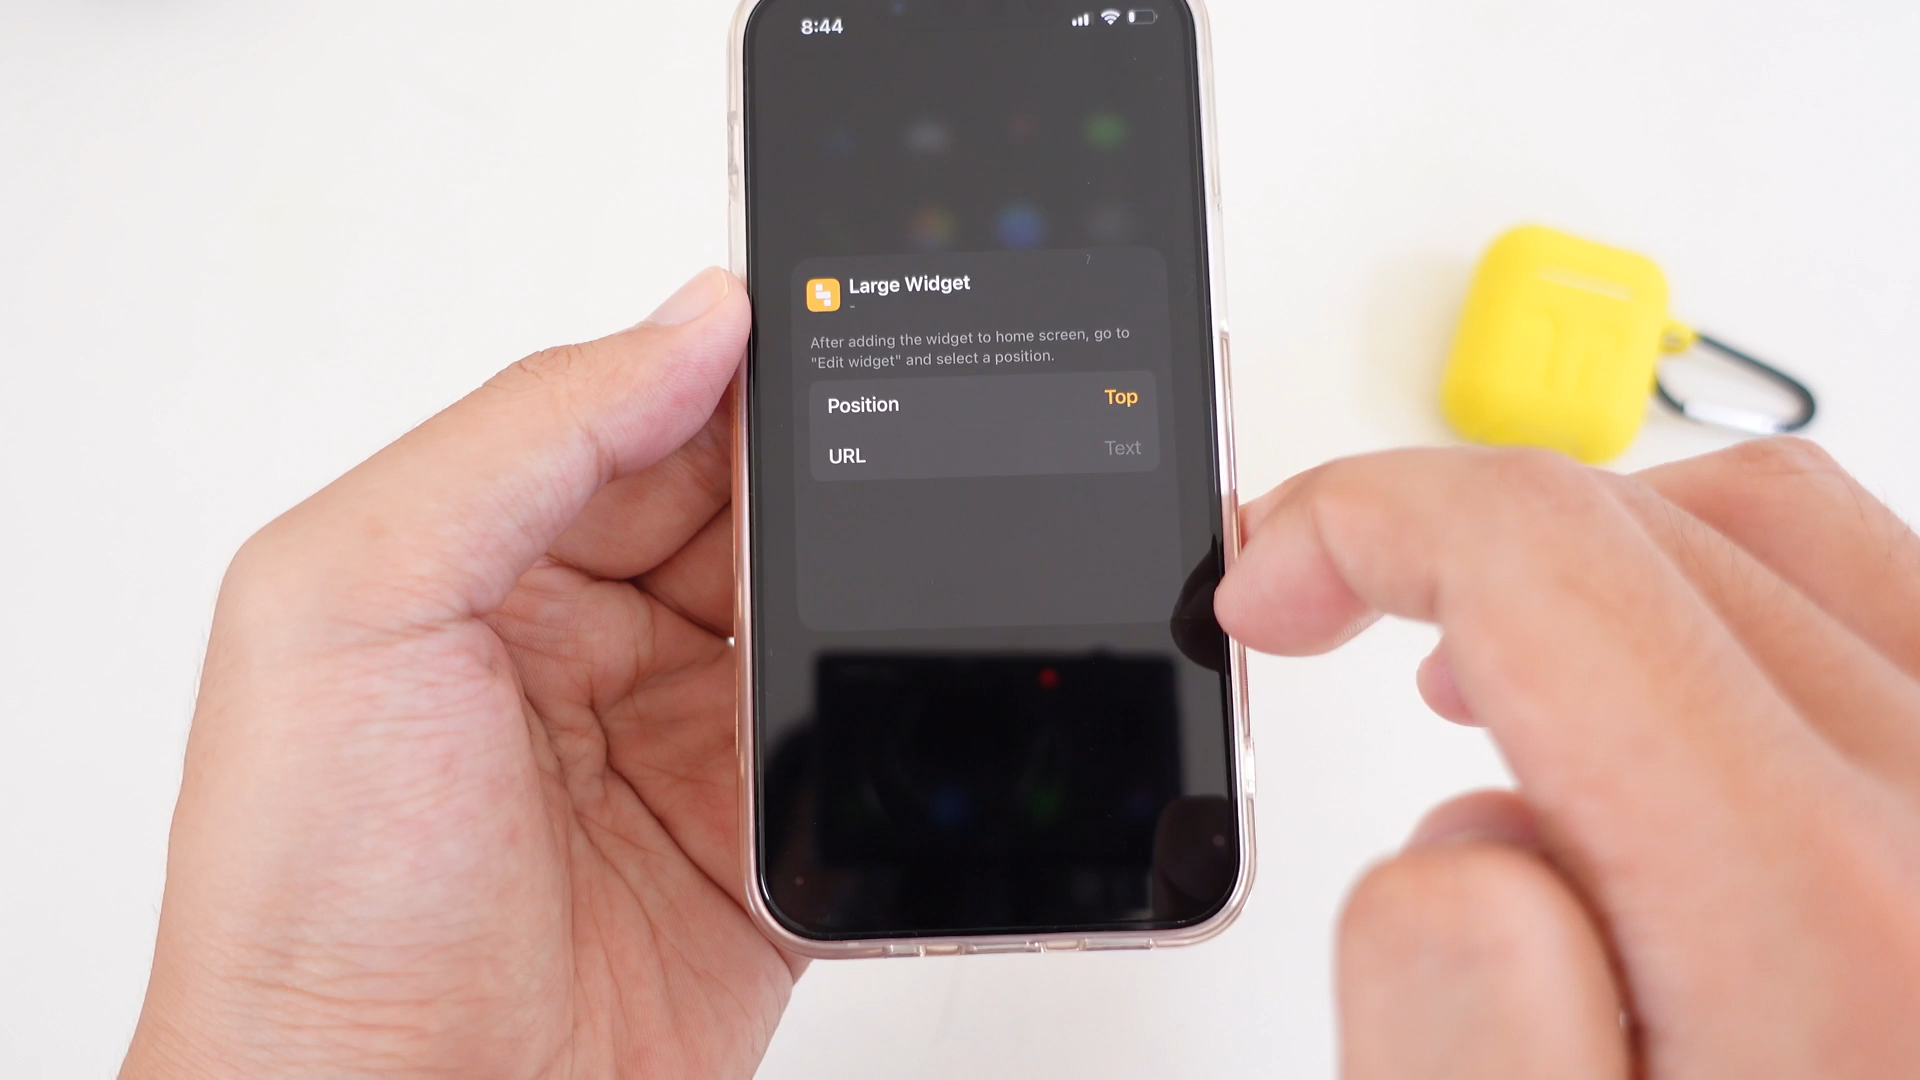 8:44
Large Widget
-
After adding the widget to home screen, go to
"Edit widget" and select a position.
Position Top
URL Text